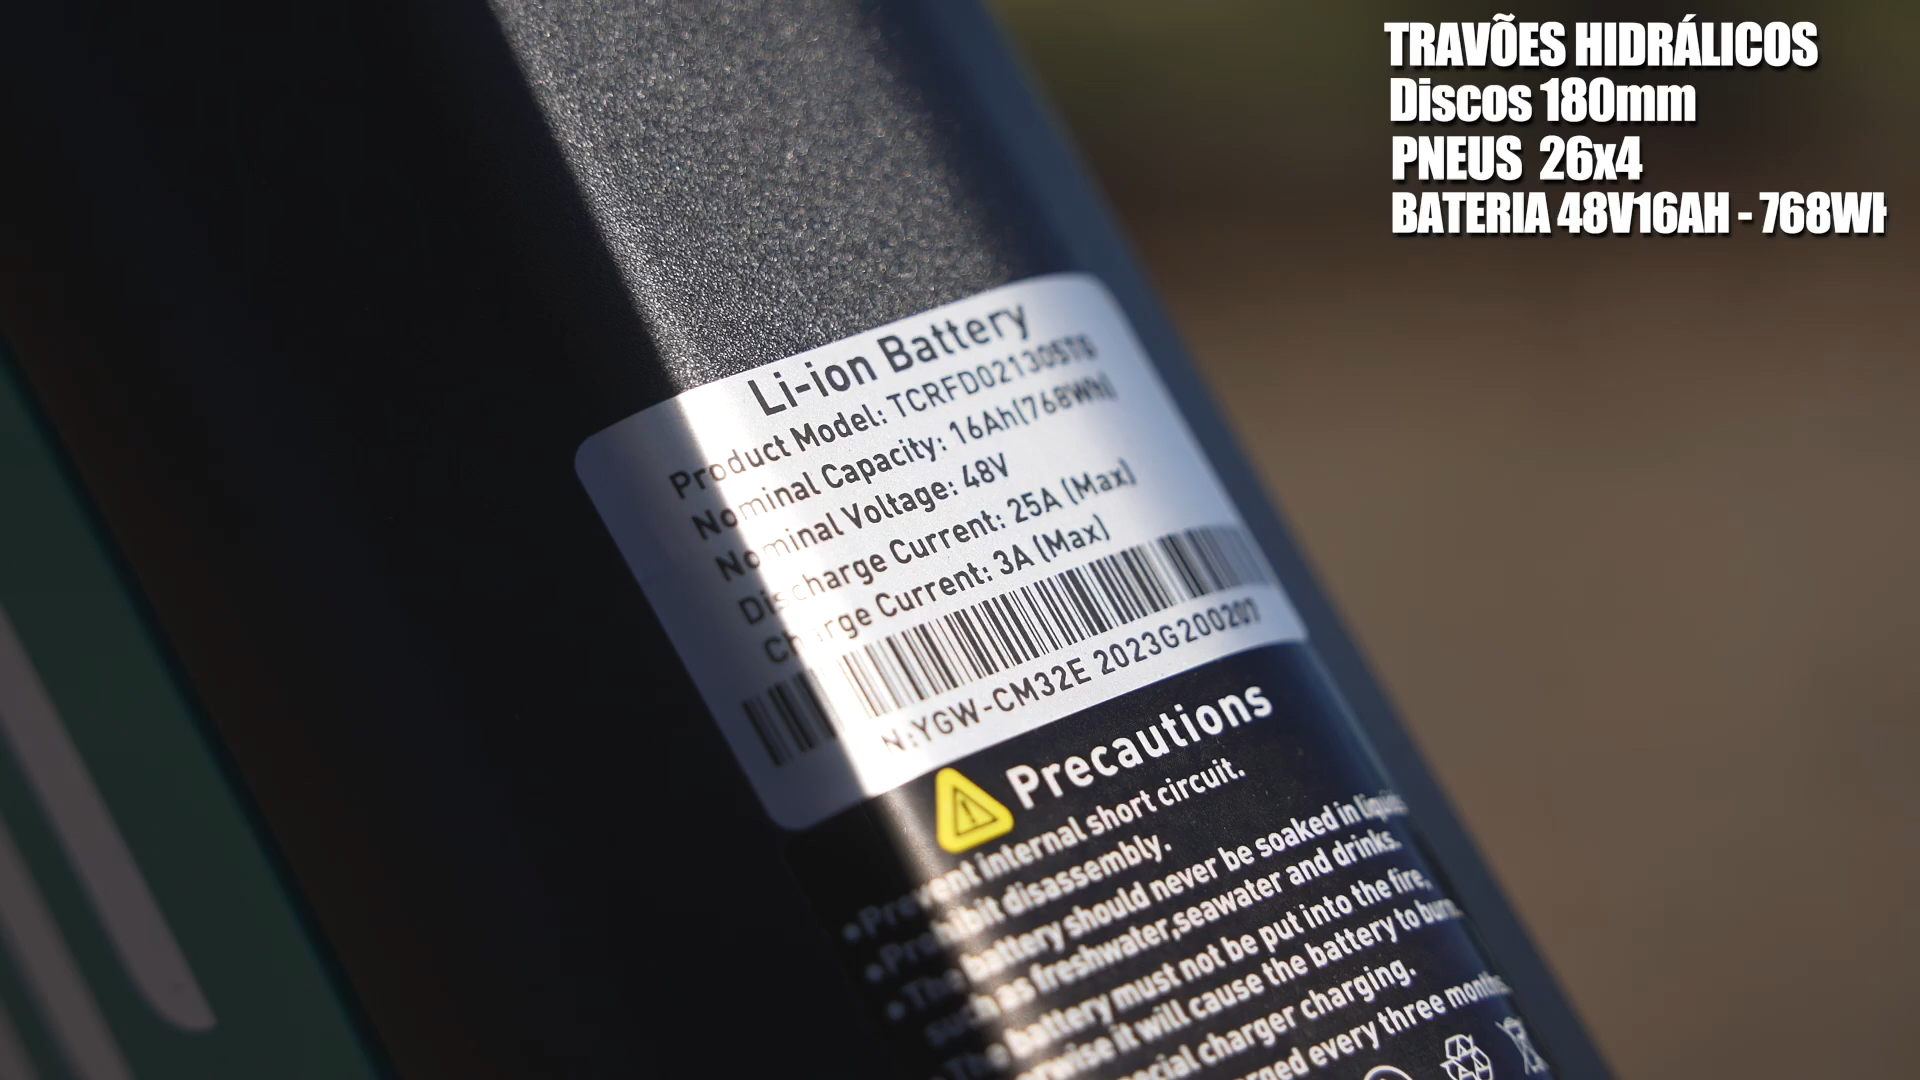 TRAVÕES HIDRÁLICOS
Discos 180mm
PNEUS 26x4
BATERIA 48V16AH - 768WH
Li-ion Battery
Product Model: TCRFD021305
Nominal Capacity: 16Ah(768Wh)
Nominal Voltage: 48V
Discharge Current: 25A (Max)
Charge Current: 3A (Max)
N:YGW-CM32E 2023G200207
Precautions
•Prevent internal short circuit.
•Prohibit disassembly.
•The battery should never be soaked in liquid
such as freshwater,seawater and drinks.
•The battery must not be put into the fire,
erwise it will cause the battery to burn.
special charger charging.
every three months